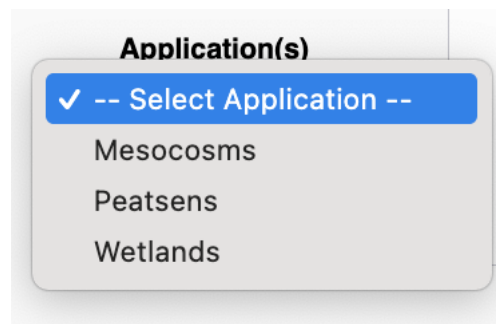 Application(s)
✓ -- Select Application --
Mesocosms
Peatsens
Wetlands